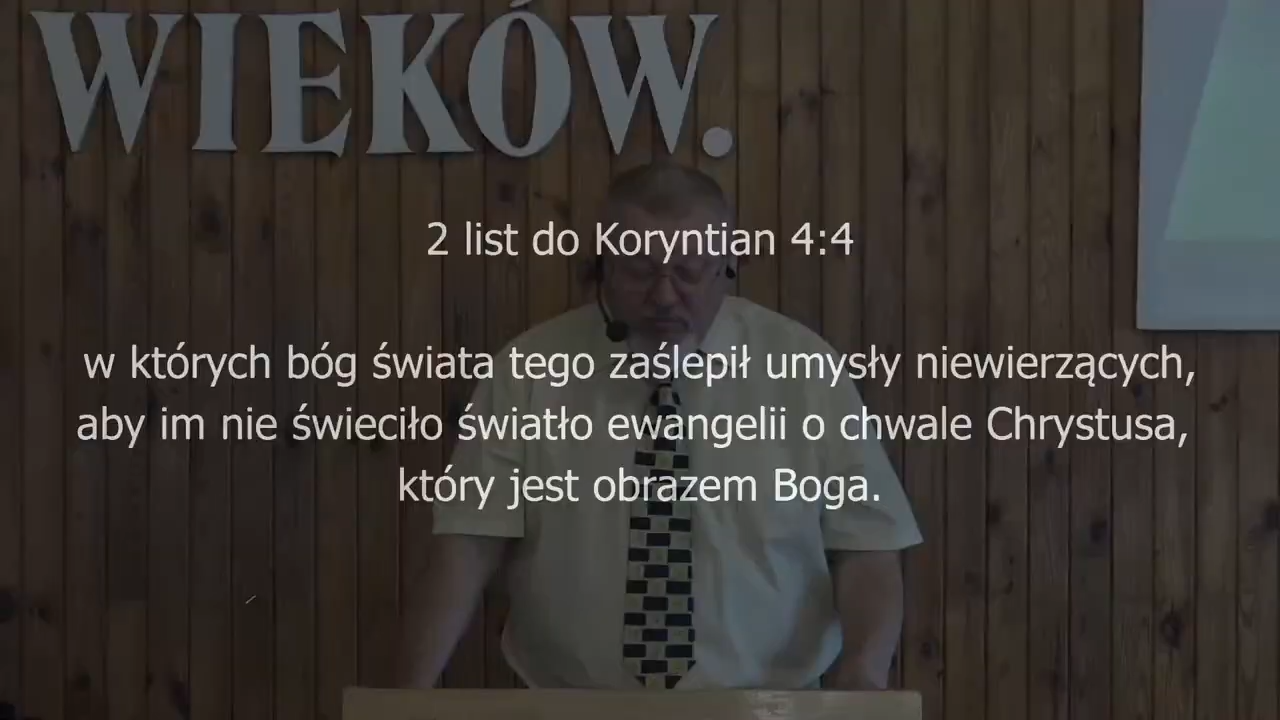 WIEKÓW.
2 list do Koryntian 4:4
w których bóg świata tego zaślepił umysły niewierzących,
aby im nie świeciło światło ewangelii o chwale Chrystusa,
który jest obrazem Boga.